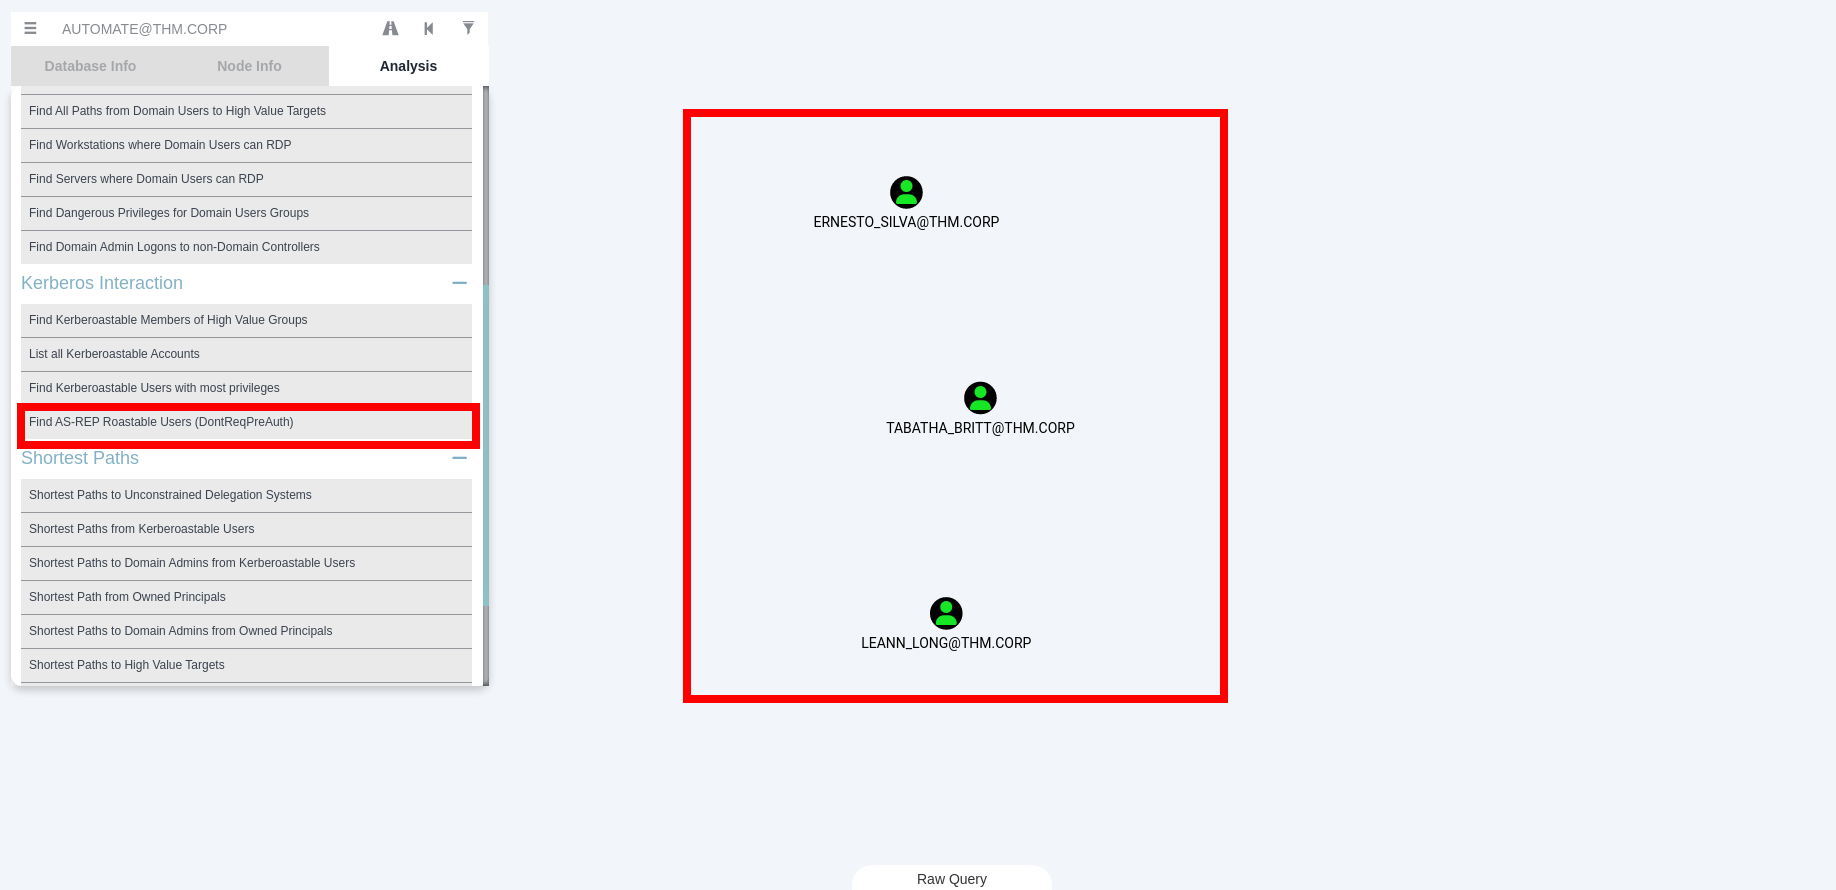 AUTOMATE@THM.CORP
Database Info
Node Info
Analysis
Find All Paths from Domain Users to High Value Targets
Find Workstations where Domain Users can RDP
Find Servers where Domain Users can RDP
Find Dangerous Privileges for Domain Users Groups
Find Domain Admin Logons to non-Domain Controllers
Kerberos Interaction
Find Kerberoastable Members of High Value Groups
List all Kerberoastable Accounts
Find Kerberoastable Users with most privileges
Find AS-REP Roastable Users (DontReqPreAuth)
Shortest Paths
Shortest Paths to Unconstrained Delegation Systems
Shortest Paths from Kerberoastable Users
Shortest Paths to Domain Admins from Kerberoastable Users
Shortest Path from Owned Principals
Shortest Paths to Domain Admins from Owned Principals
Shortest Paths to High Value Targets
ERNESTO_SILVA@THM.CORP
TABATHA_BRITT@THM.CORP
LEANN_LONG@THM.CORP
Raw Query